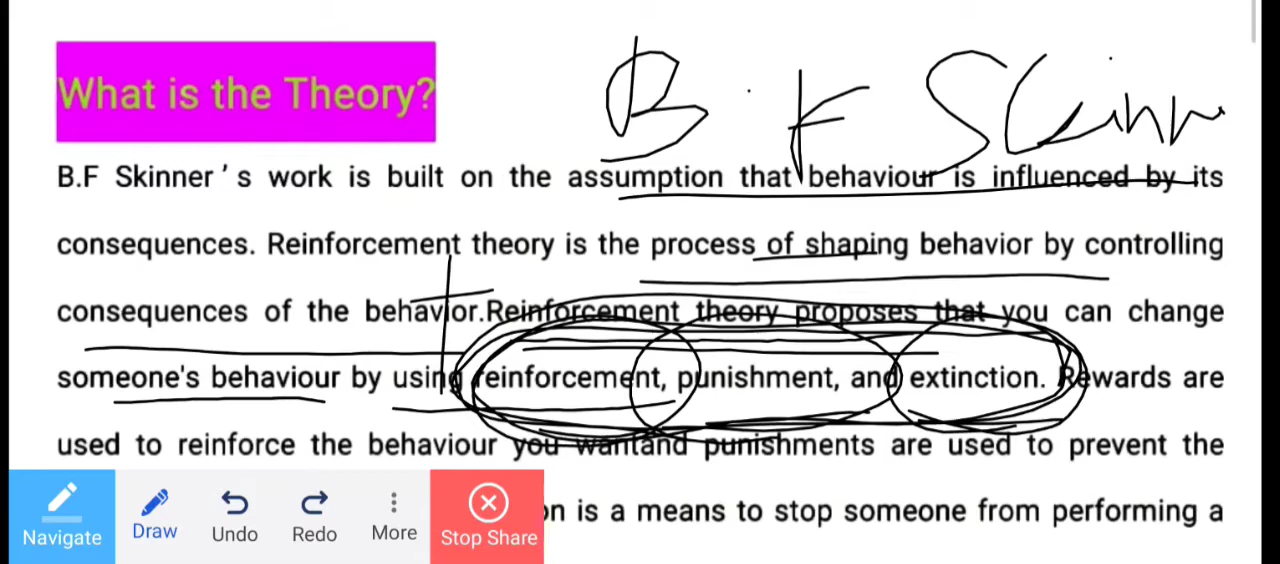 What is the Theory?
B. F Skinner
B.F Skinner's work is built on the assumption that behaviour is influenced by its
consequences. Reinforcement theory is the process of shaping behavior by controlling
consequences of the behavior.Reinforcement theory proposes that you can change
someone's behaviour by using reinforcement, punishment, and extinction. Rewards are
used to reinforce the behaviour you wantand punishments are used to prevent the
on is a means to stop someone from performing a
Navigate Draw Undo Redo More Stop Share